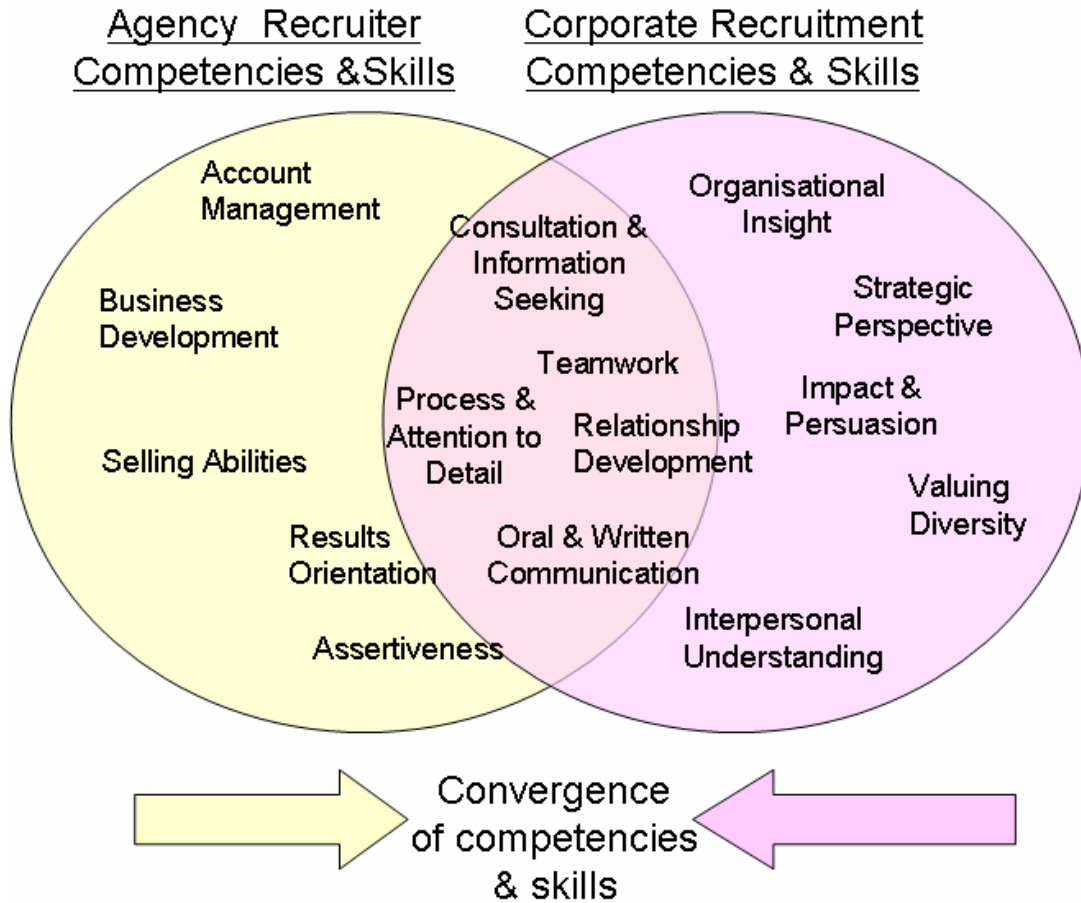 Agency Recruiter
Competencies &Skills
Corporate Recruitment
Competencies & Skills
Account
Management
Business
Development
Selling Abilities
Results
Orientation
Assertiveness
Consultation &
Information
Seeking
Teamwork
Process &
Attention to
Detail
Relationship
Development
Oral & Written
Communication
Organisational
Insight
Strategic
Perspective
Impact &
Persuasion
Valuing
Diversity
Interpersonal
Understanding
Convergence
of competencies
& skills